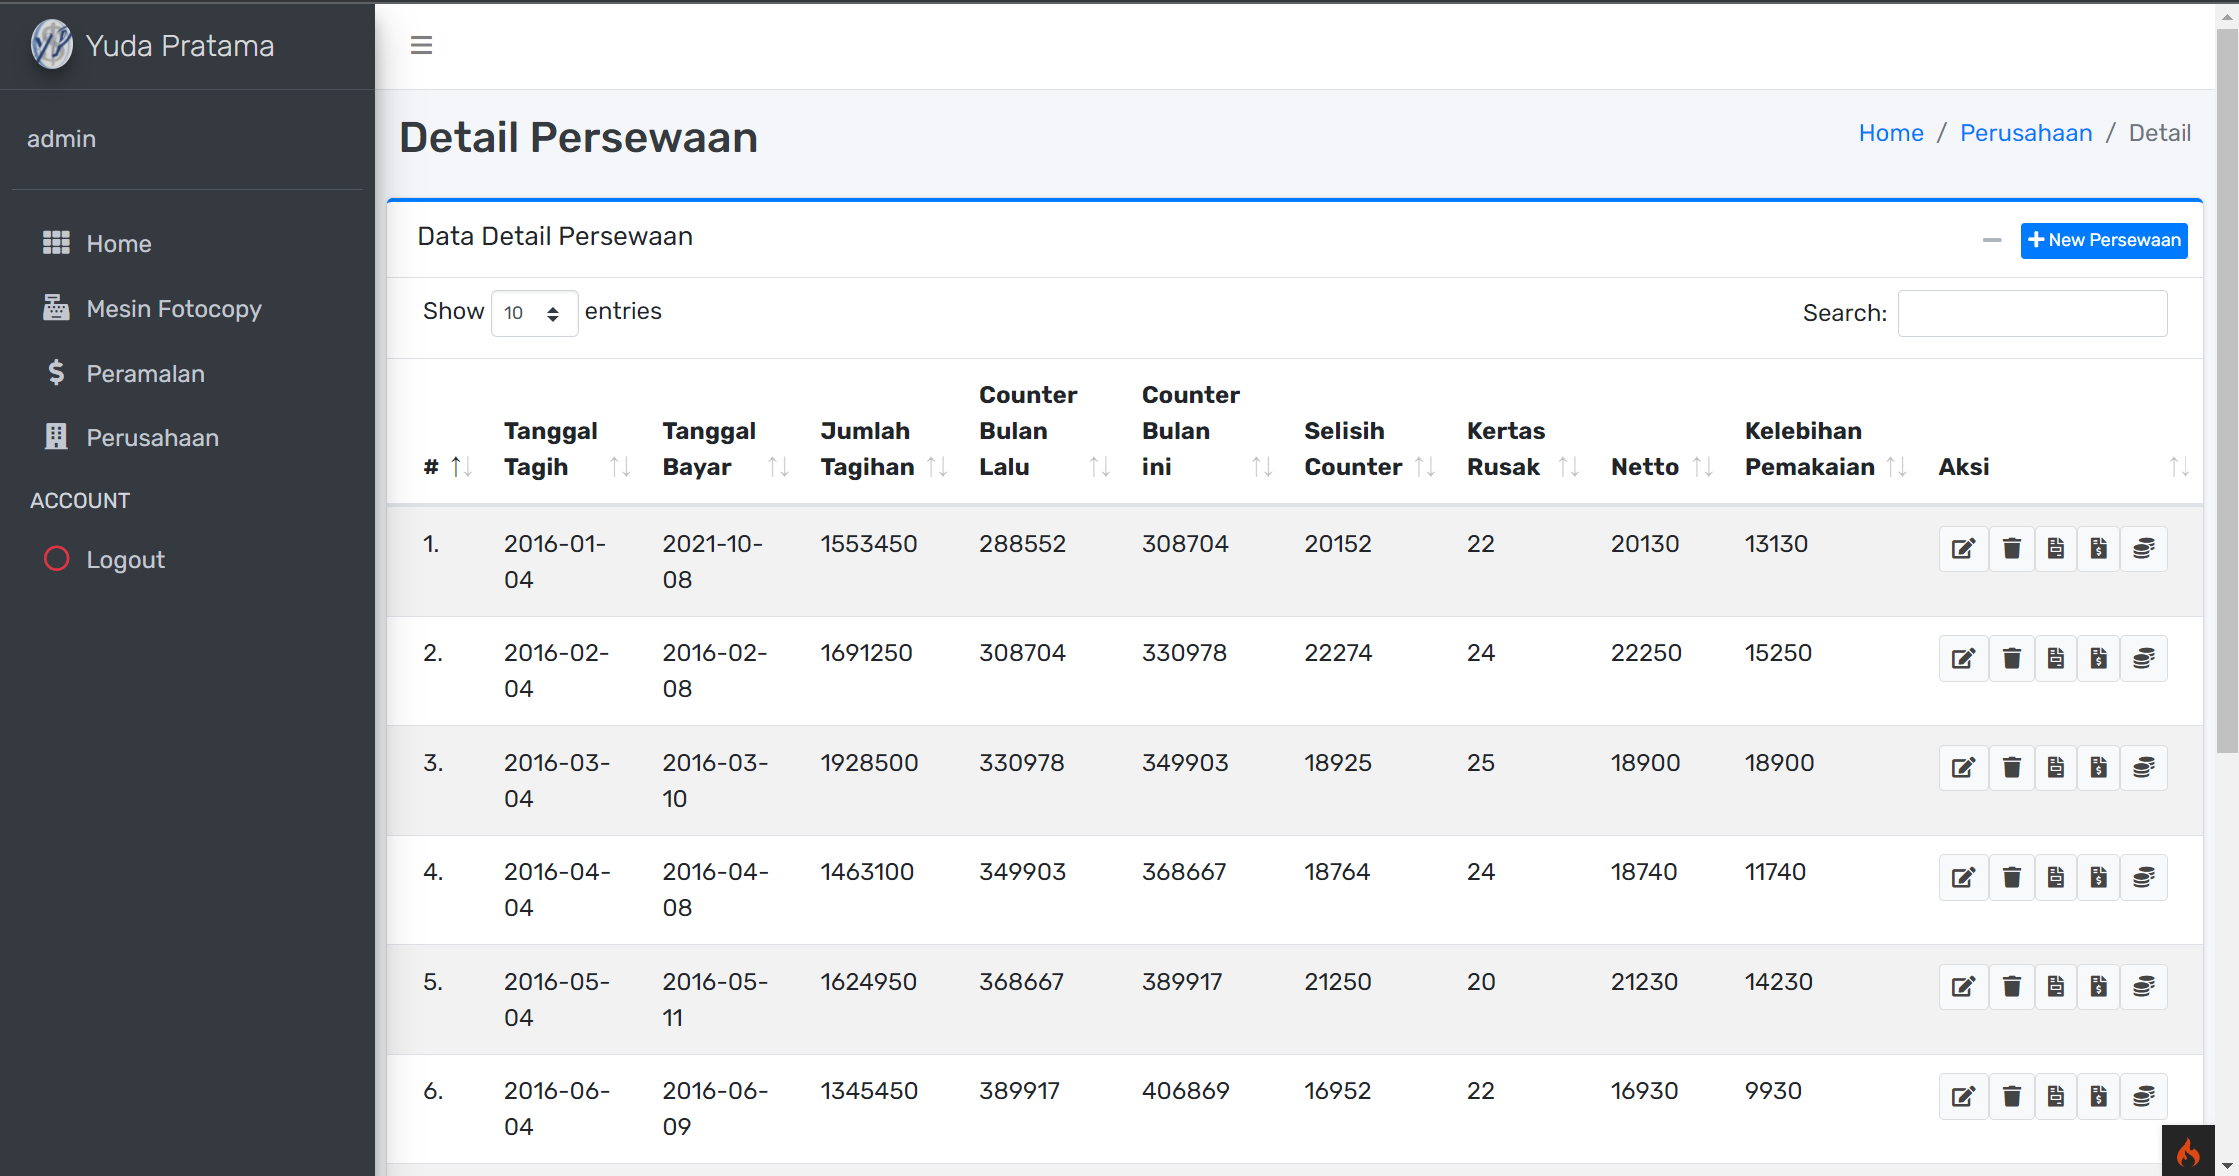 Yuda Pratama
admin
Home
Mesin Fotocopy
Peramalan
Perusahaan
ACCOUNT
Logout
Detail Persewaan
Home / Perusahaan / Detail
Data Detail Persewaan
New Persewaan
Show 10 entries
Search:
# Tanggal Tagih Tanggal Bayar Jumlah Tagihan Counter Bulan Lalu Counter Bulan ini Selisih Counter Kertas Rusak Netto Kelebihan Pemakaian Aksi
1. 2016-01-04 2021-10-08 1553450 288552 308704 20152 22 20130 13130
2. 2016-02-04 2016-02-08 1691250 308704 330978 22274 24 22250 15250
3. 2016-03-04 2016-03-10 1928500 330978 349903 18925 25 18900 18900
4. 2016-04-04 2016-04-08 1463100 349903 368667 18764 24 18740 11740
5. 2016-05-04 2016-05-11 1624950 368667 389917 21250 20 21230 14230
6. 2016-06-04 2016-06-09 1345450 389917 406869 16952 22 16930 9930